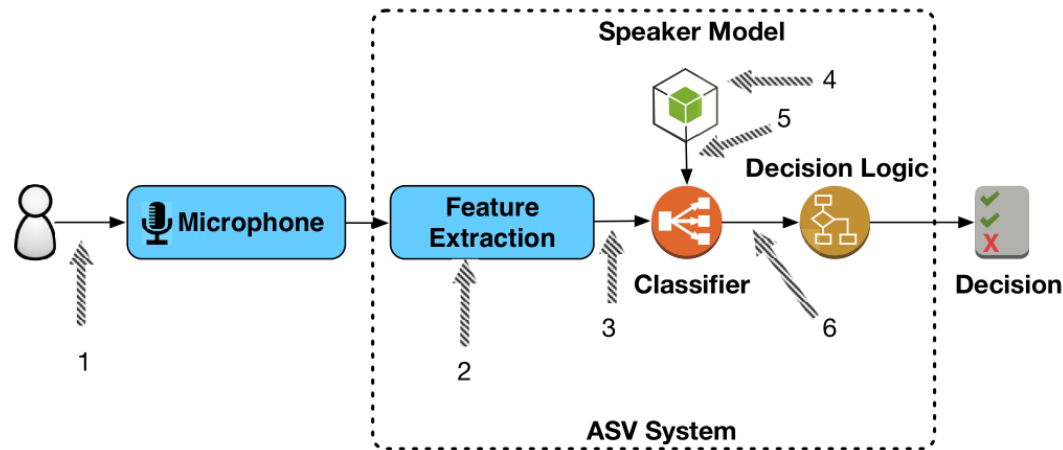 Speaker Model
4
5
Decision Logic
Microphone
Feature
Extraction
Classifier
X
Decision
1
2
3
6
ASV System